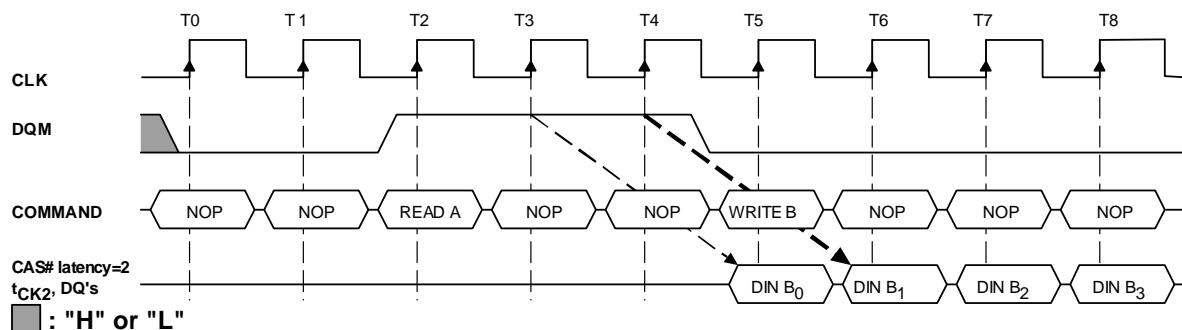 T0 T1 T2 T3 T4 T5 T6 T7 T8
CLK
DQM
COMMAND NOP NOP READ A NOP NOP WRITE B NOP NOP NOP
CAS# latency=2
tCK2, DQ's DIN B0 DIN B1 DIN B2 DIN B3
: "H" or "L"